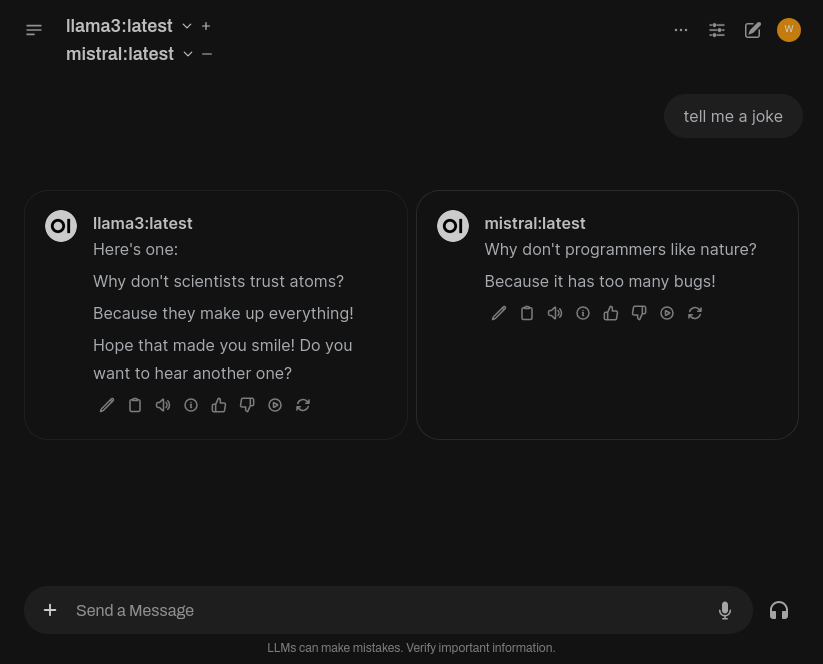 llama3:latest
mistral:latest
W
tell me a joke
OI
llama3:latest
Here's one:
Why don't scientists trust atoms?
Because they make up everything!
Hope that made you smile! Do you
want to hear another one?
OI
mistral:latest
Why don't programmers like nature?
Because it has too many bugs!
Send a Message
LLMs can make mistakes. Verify important information.